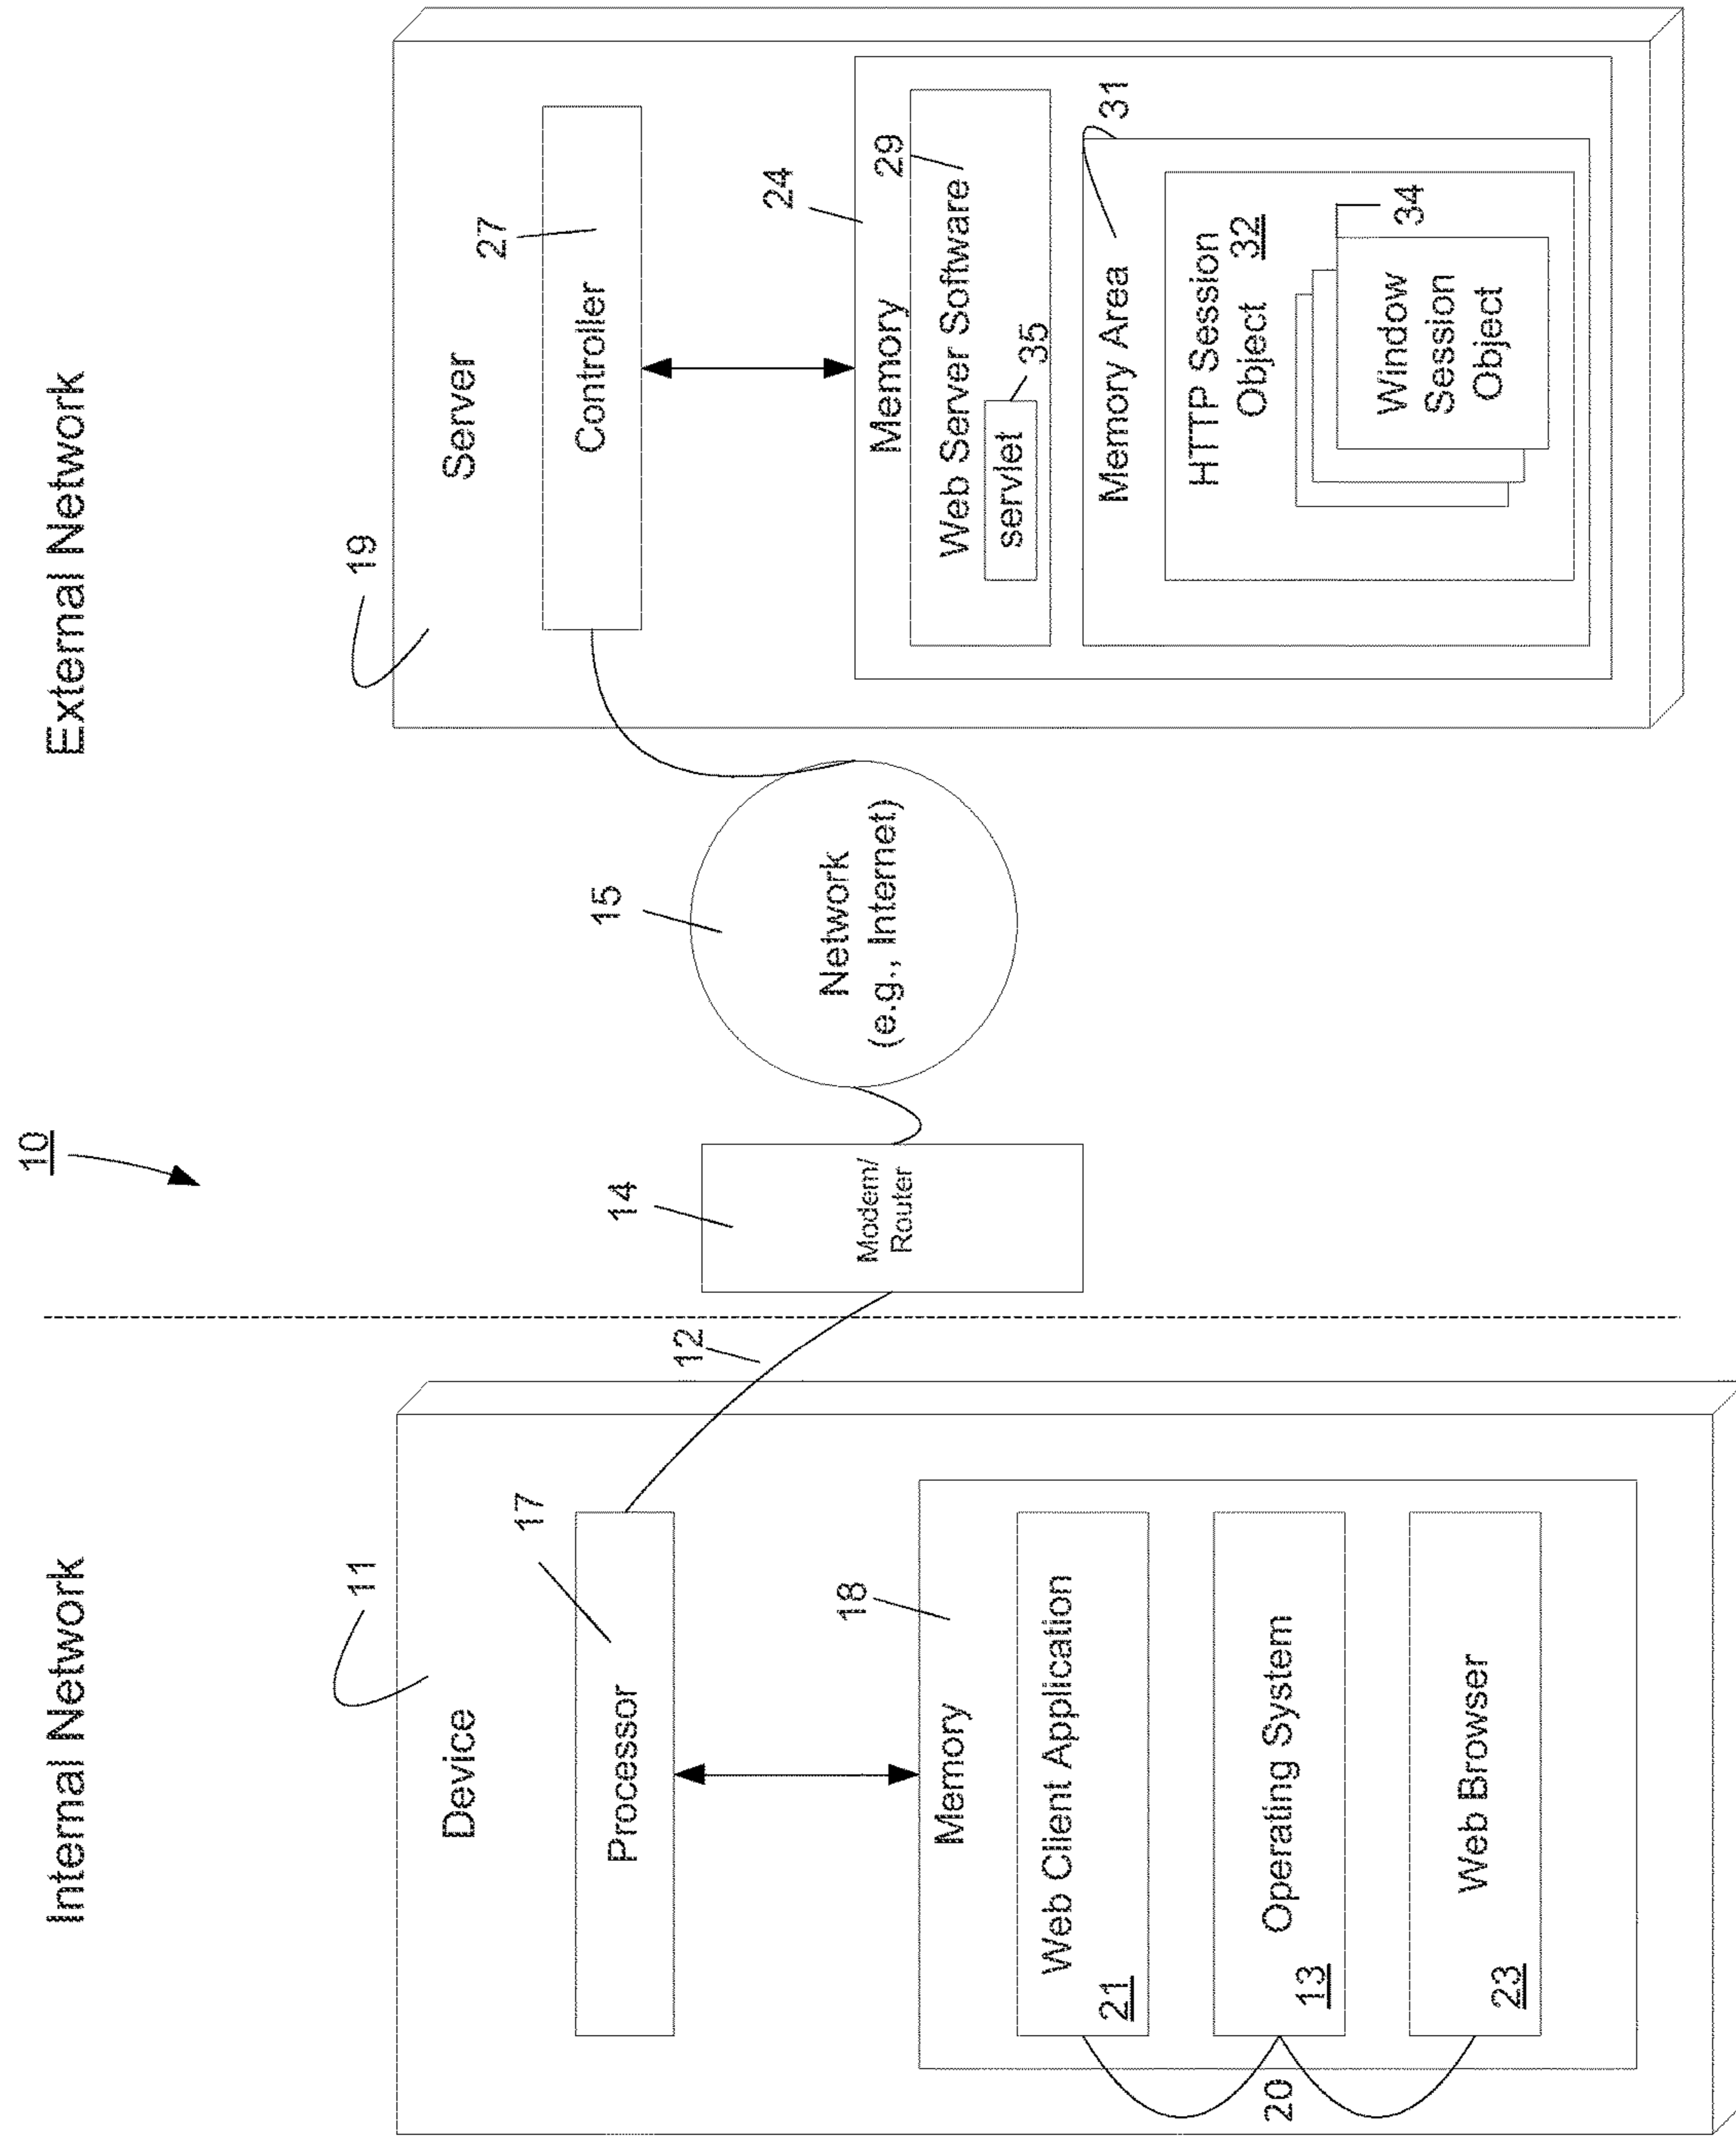 10
Internal Network
External Network
11
Device
17
Processor
18
Memory
Web Client Application
21
Operating System
13
Web Browser
23
20
12
14
Modem/
Router
15
Network
(e.g., Internet)
19
Server
27
Controller
24
Memory
29
Web Server Software
servlet
35
31
Memory Area
HTTP Session
Object
32
34
Window
Session
Object